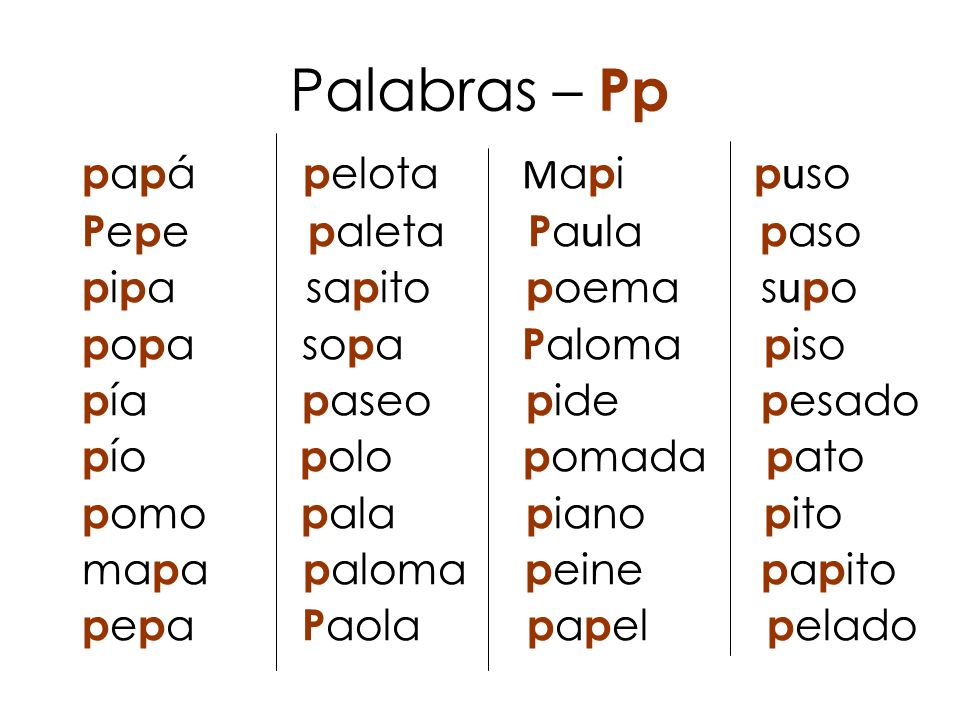 Palabras – Pp
papá pelota Mapi puso
Pepe paleta Paula paso
pipa sapito poema supo
popa sopa Paloma piso
pía paseo pide pesado
pío polo pomada pato
pomo pala piano pito
mapa paloma peine papito
pepa Paola papel pelado